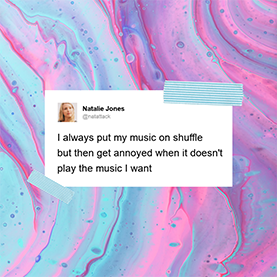 Natalie Jones
@nallattack
I always put my music on shuffle
but then get annoyed when it doesn't
play the music I want